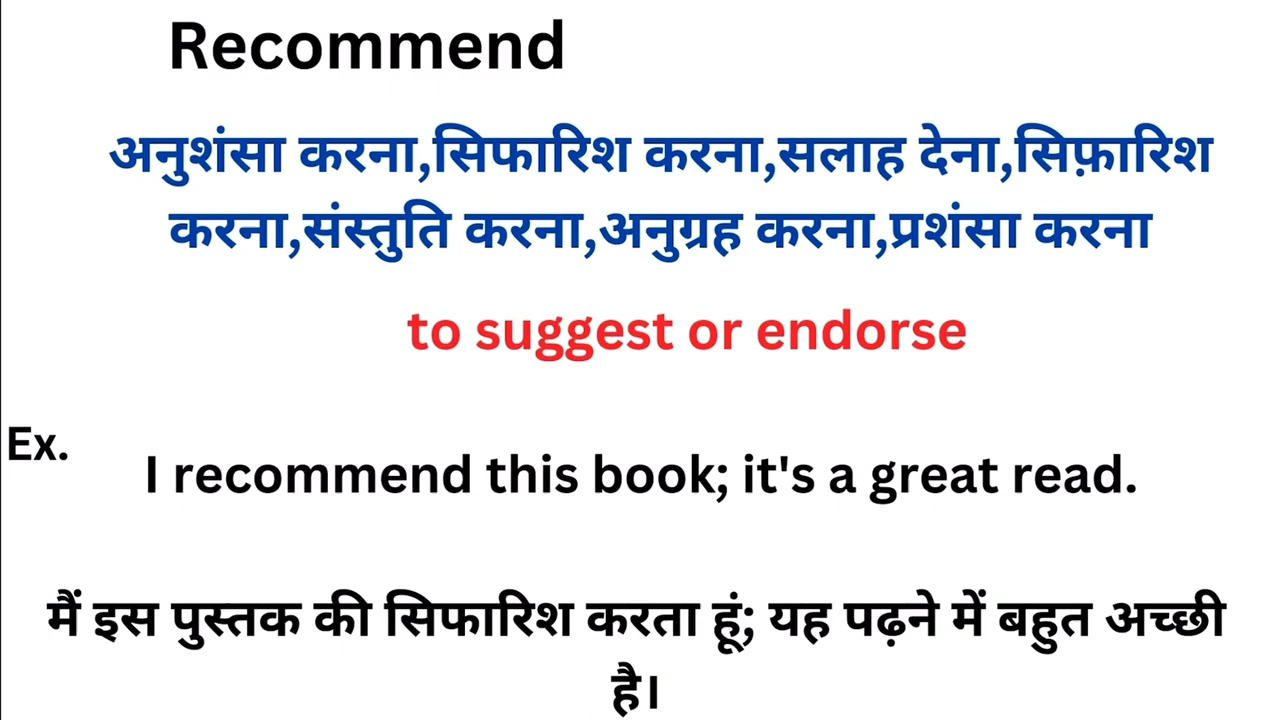 Recommend
अनुशंसा करना,सिफारिश करना,सलाह देना,सिफ़ारिश
करना,संस्तुति करना,अनुग्रह करना,प्रशंसा करना
to suggest or endorse
Ex.
I recommend this book; it's a great read.
मैं इस पुस्तक की सिफारिश करता हूं; यह पढ़ने में बहुत अच्छी
है।